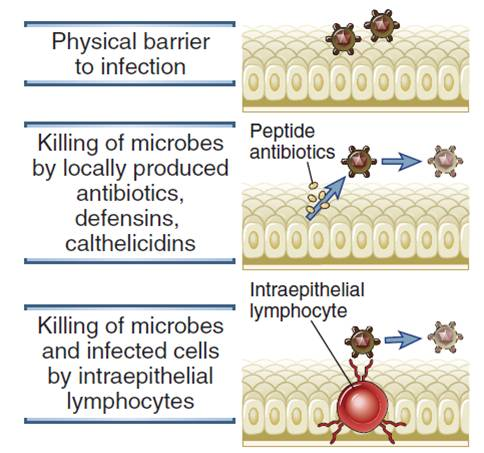 Physical barrier
to infection
Killing of microbes
by locally produced
antibiotics,
defensins,
calthelicidins
Peptide
antibiotics
Killing of microbes
and infected cells
by intraepithelial
lymphocytes
Intraepithelial
lymphocyte